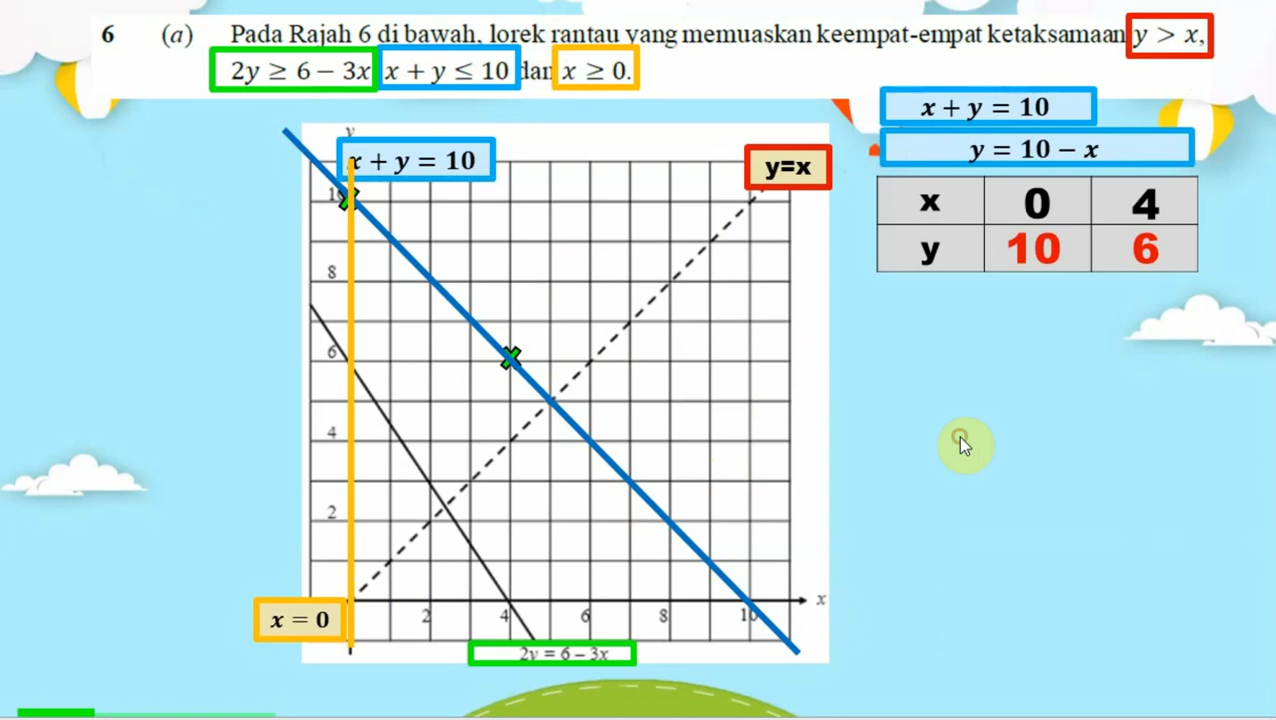 6 (a) Pada Rajah 6 di bawah, lorek rantau yang memuaskan keempat-empat ketaksamaan y > x,
2y ≥ 6 – 3x x + y ≤ 10 dan x ≥ 0.
x + y = 10
y = 10 − x
x 0 4
y 10 6
y
x + y = 10
y=x
10
8
6
4
2
x = 0
2 4 6 8 10 x
2y = 6 – 3x